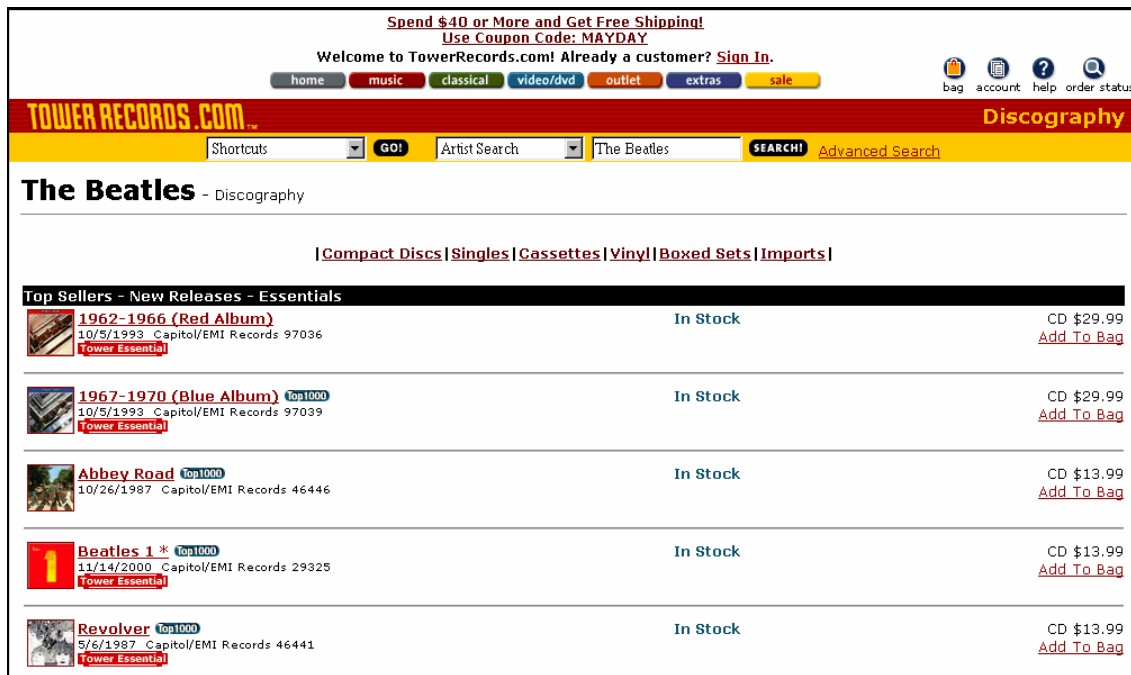 Spend $40 or More and Get Free Shipping!
Use Coupon Code: MAYDAY
Welcome to TowerRecords.com! Already a customer? Sign In.
home music classical video/dvd outlet extras sale
bag account help order status
TOWER RECORDS.COM™ Discography
Shortcuts GO! Artist Search The Beatles SEARCH! Advanced Search
The Beatles - Discography
|Compact Discs|Singles|Cassettes|Vinyl|Boxed Sets|Imports|
Top Sellers - New Releases - Essentials
1962-1966 (Red Album) In Stock CD $29.99
10/5/1993 Capitol/EMI Records 97036 Add To Bag
Tower Essential
1967-1970 (Blue Album) Top1000 In Stock CD $29.99
10/5/1993 Capitol/EMI Records 97039 Add To Bag
Tower Essential
Abbey Road Top1000 In Stock CD $13.99
10/26/1987 Capitol/EMI Records 46446 Add To Bag
1
Beatles 1 * Top1000 In Stock CD $13.99
11/14/2000 Capitol/EMI Records 29325 Add To Bag
Tower Essential
Revolver Top1000 In Stock CD $13.99
5/6/1987 Capitol/EMI Records 46441 Add To Bag
Tower Essential